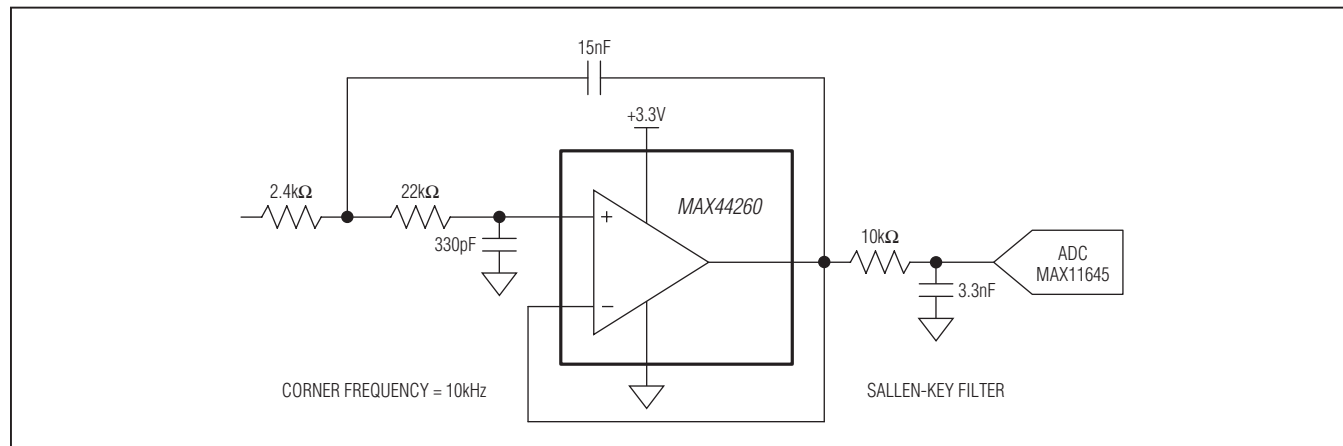 15nF
+3.3V
2.4kΩ
22kΩ
MAX44260
+
330pF
−
10kΩ
ADC
MAX11645
3.3nF
CORNER FREQUENCY = 10kHz
SALLEN-KEY FILTER